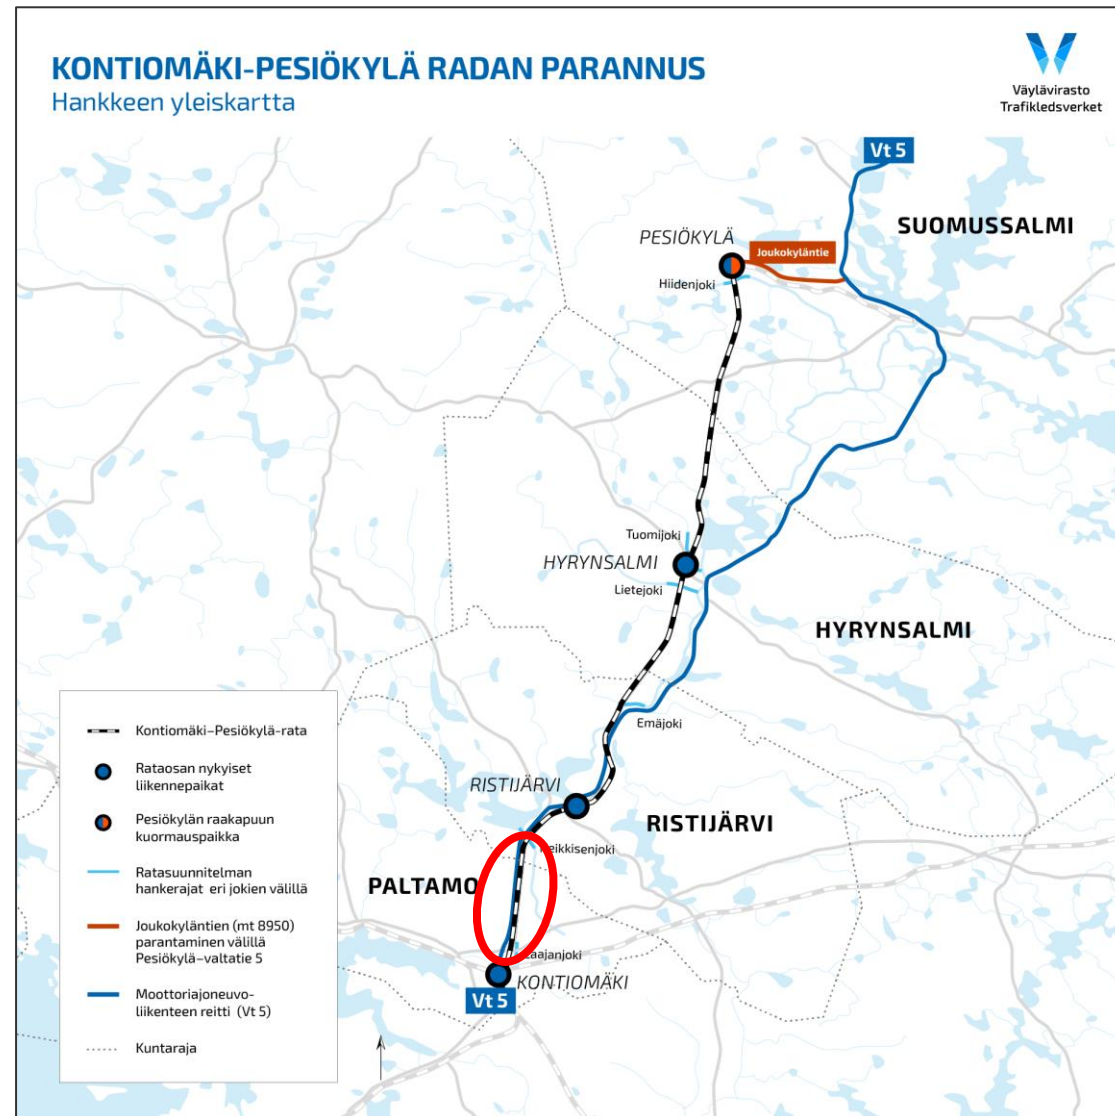 KONTIOMÄKI-PESIÖKYLÄ RADAN PARANNUS
Hankkeen yleiskartta
Väylävirasto
Trafikledsverket
Vt 5
SUOMUSSALMI
PESIÖKYLÄ
Joukokyläntie
Hiidenjoki
Tuomijoki
HYRYNSALMI
Lietejoki
HYRYNSALMI
Emäjoki
RISTIJÄRVI
RISTIJÄRVI
PALTAMO
KONTIOMÄKI
Vt 5
Kontiomäki–Pesiökylä-rata
Rataosan nykyiset
liikennepaikat
Pesiökylän raakapuun
kuormauspaikka
Ratasuunnitelman
hankerajat eri jokien välillä
Joukokyläntien (mt 8950)
parantaminen välillä
Pesiökylä–valtatie 5
Moottoriajoneuvo-
liikenteen reitti (Vt 5)
Kuntaraja